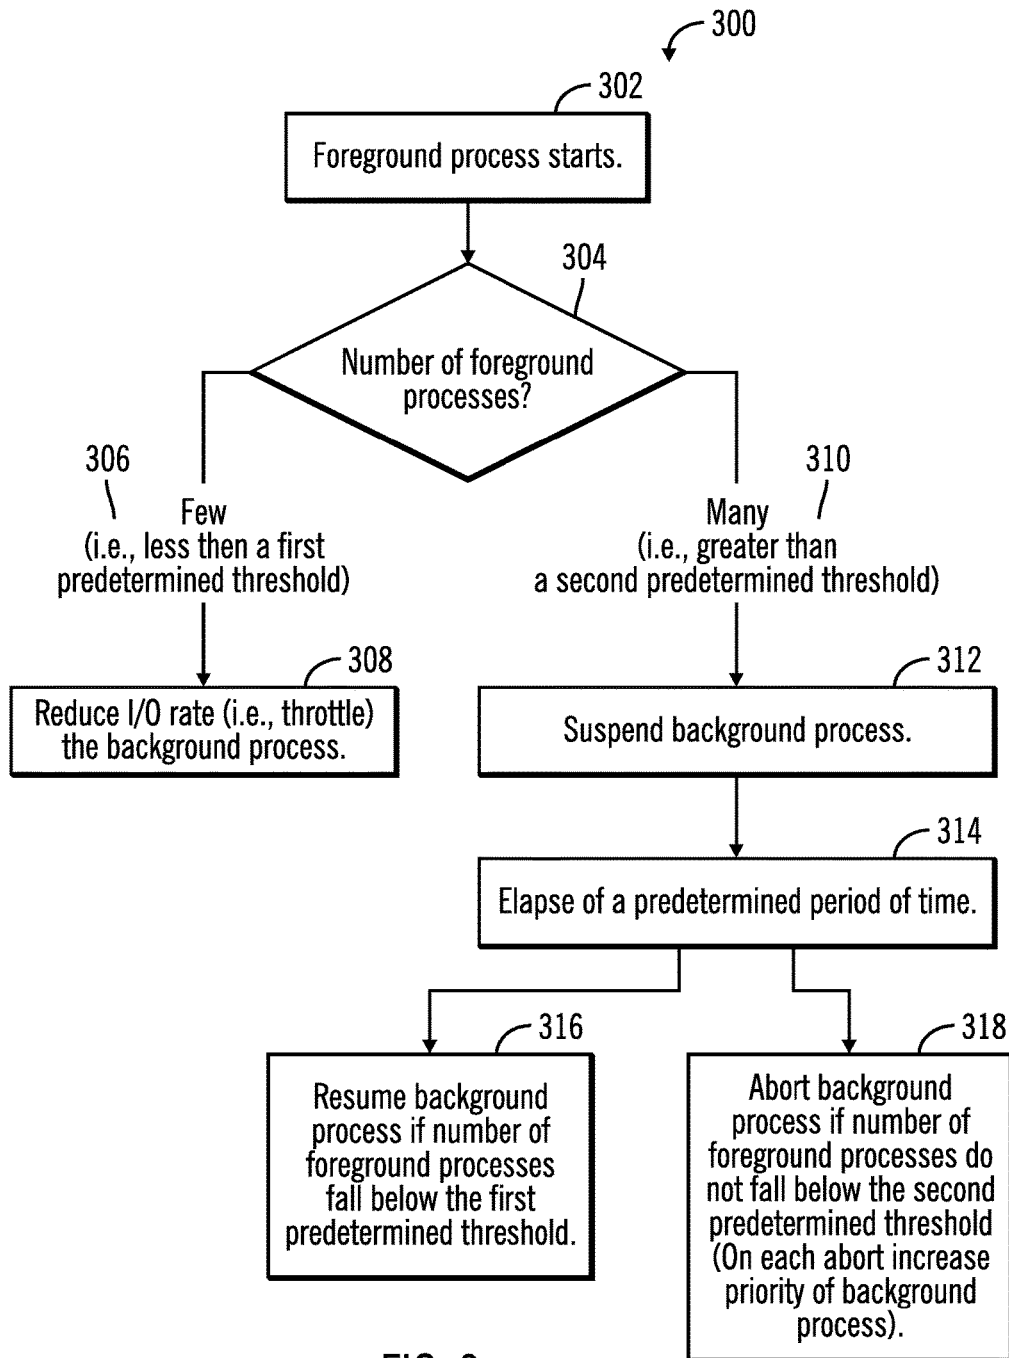 300
302
Foreground process starts.
304
Number of foreground
processes?
306
Few
(i.e., less then a first
predetermined threshold)
310
Many
(i.e., greater than
a second predetermined threshold)
308
Reduce I/O rate (i.e., throttle)
the background process.
312
Suspend background process.
314
Elapse of a predetermined period of time.
316
Resume background
process if number of
foreground processes
fall below the first
predetermined threshold.
318
Abort background
process if number of
foreground processes do
not fall below the second
predetermined threshold
(On each abort increase
priority of background
process).